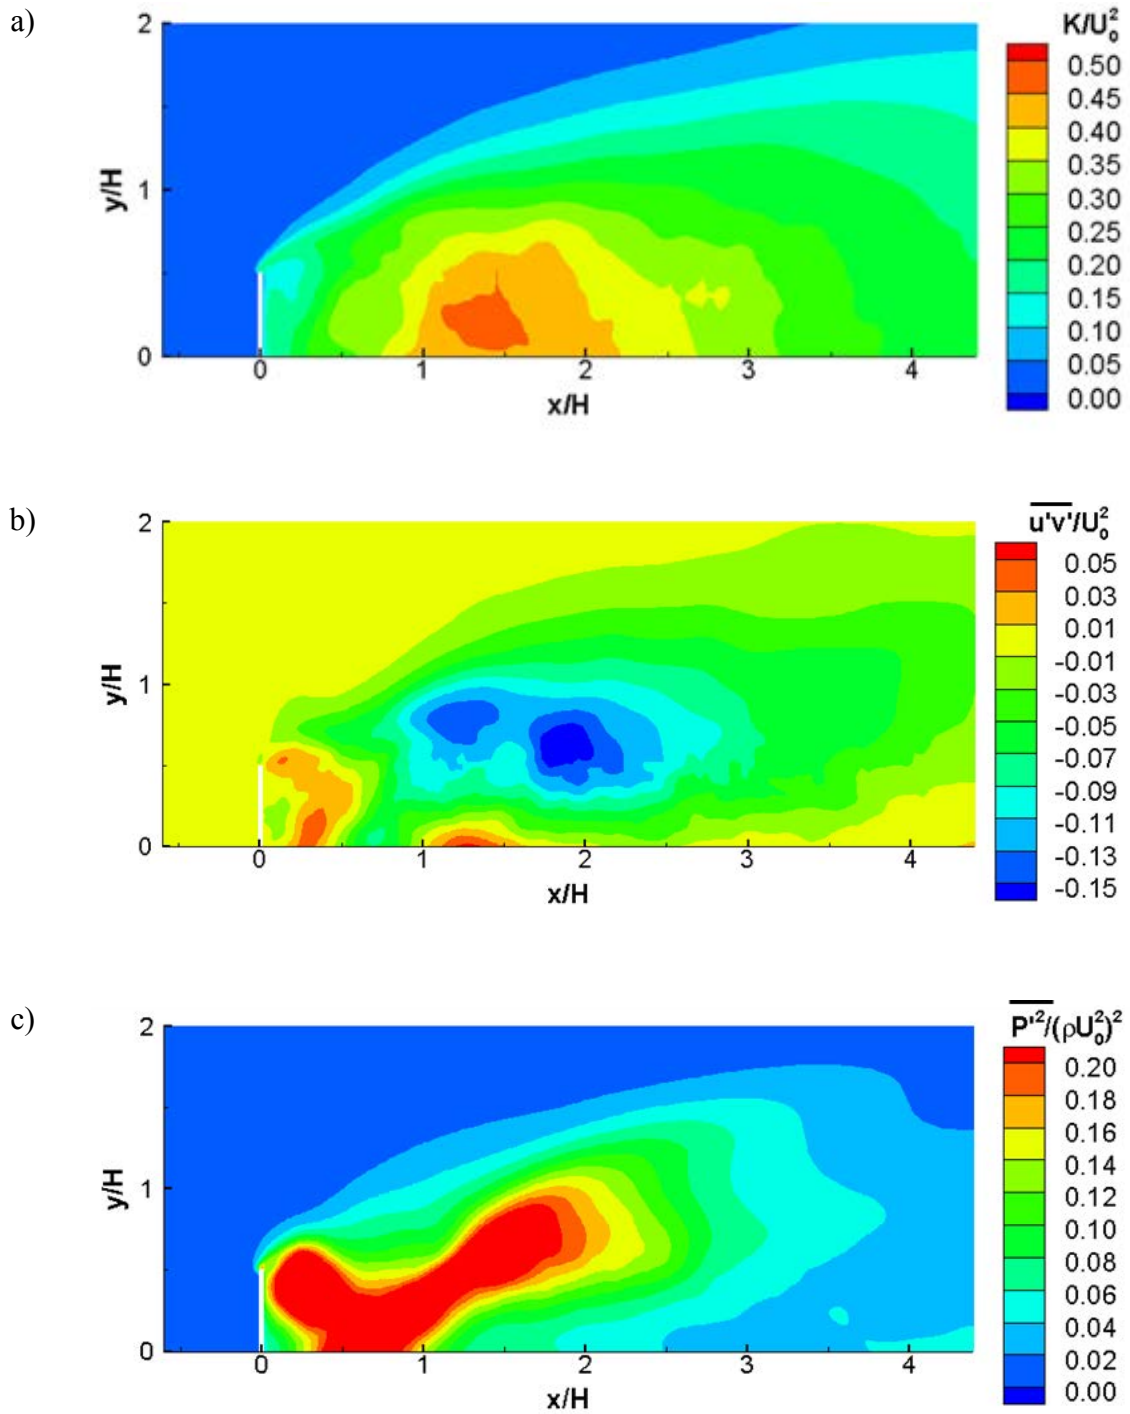 a)
K/U₀²
2
1
0
y/H
0 1 2 3 4
x/H
0.50
0.45
0.40
0.35
0.30
0.25
0.20
0.15
0.10
0.05
0.00
b)
u'v'/U₀²
2
1
0
y/H
0 1 2 3 4
x/H
0.05
0.03
0.01
-0.01
-0.03
-0.05
-0.07
-0.09
-0.11
-0.13
-0.15
c)
P'²/(ρU₀²)²
2
1
0
y/H
0 1 2 3 4
x/H
0.20
0.18
0.16
0.14
0.12
0.10
0.08
0.06
0.04
0.02
0.00